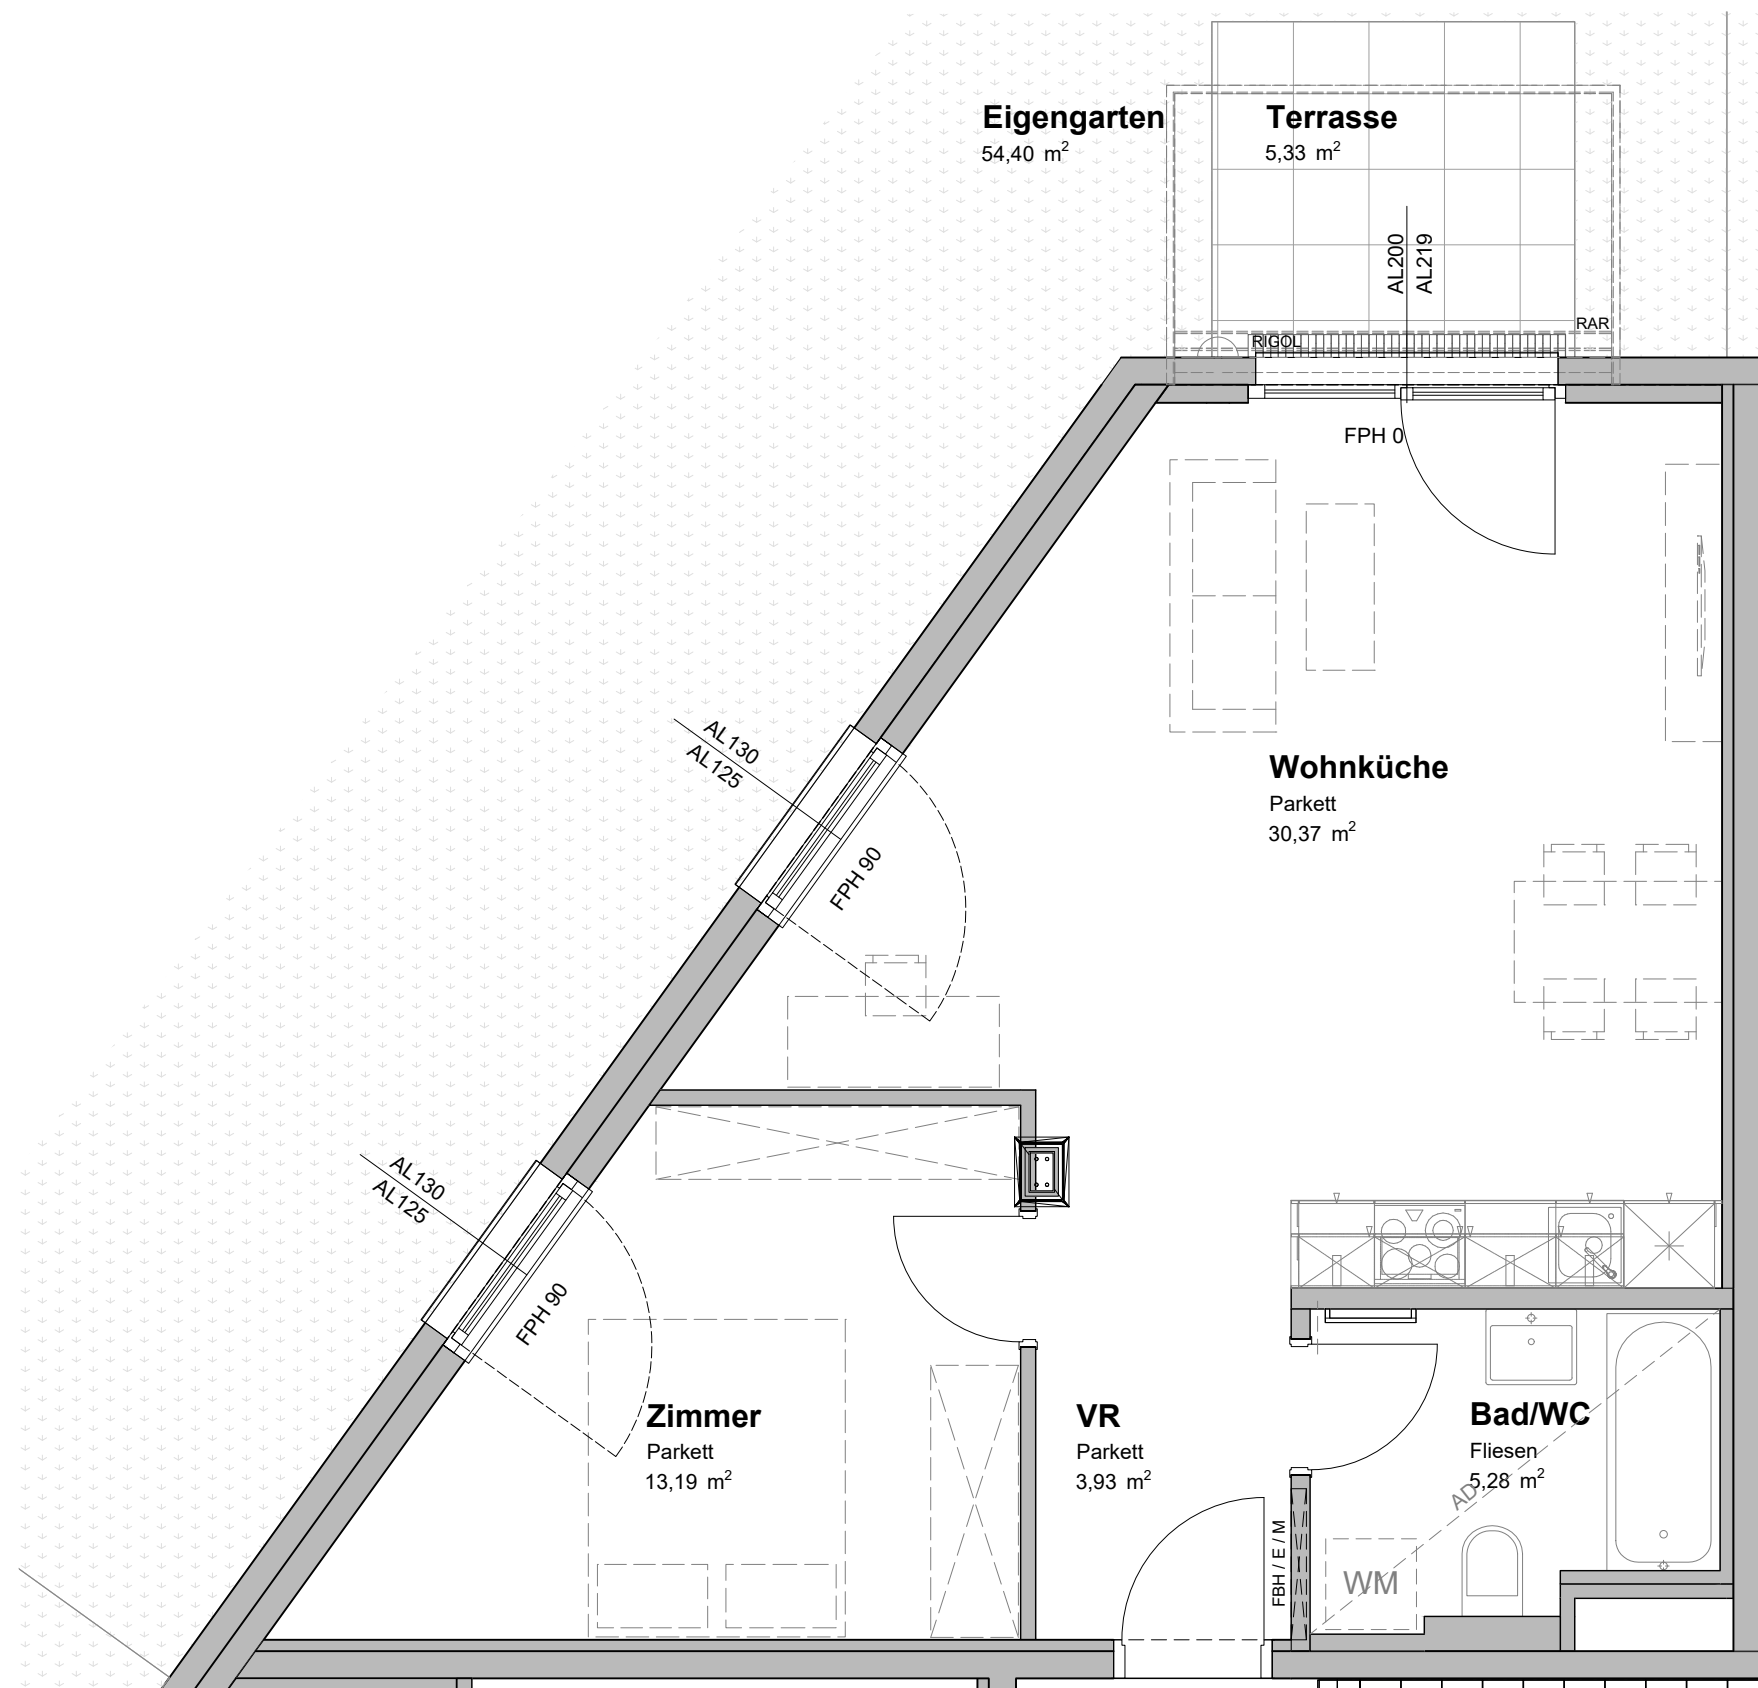 Eigengarten
54,40 m²
Terrasse
5,33 m²
AL200
AL219
RAR
RIGOL
FPH 0
AL130
AL125
FPH 90
Wohnküche
Parkett
30,37 m²
AL130
AL125
FPH 90
Zimmer
Parkett
13,19 m²
VR
Parkett
3,93 m²
Bad/WC
Fliesen
5,28 m²
AD
FBH / E / M
WM